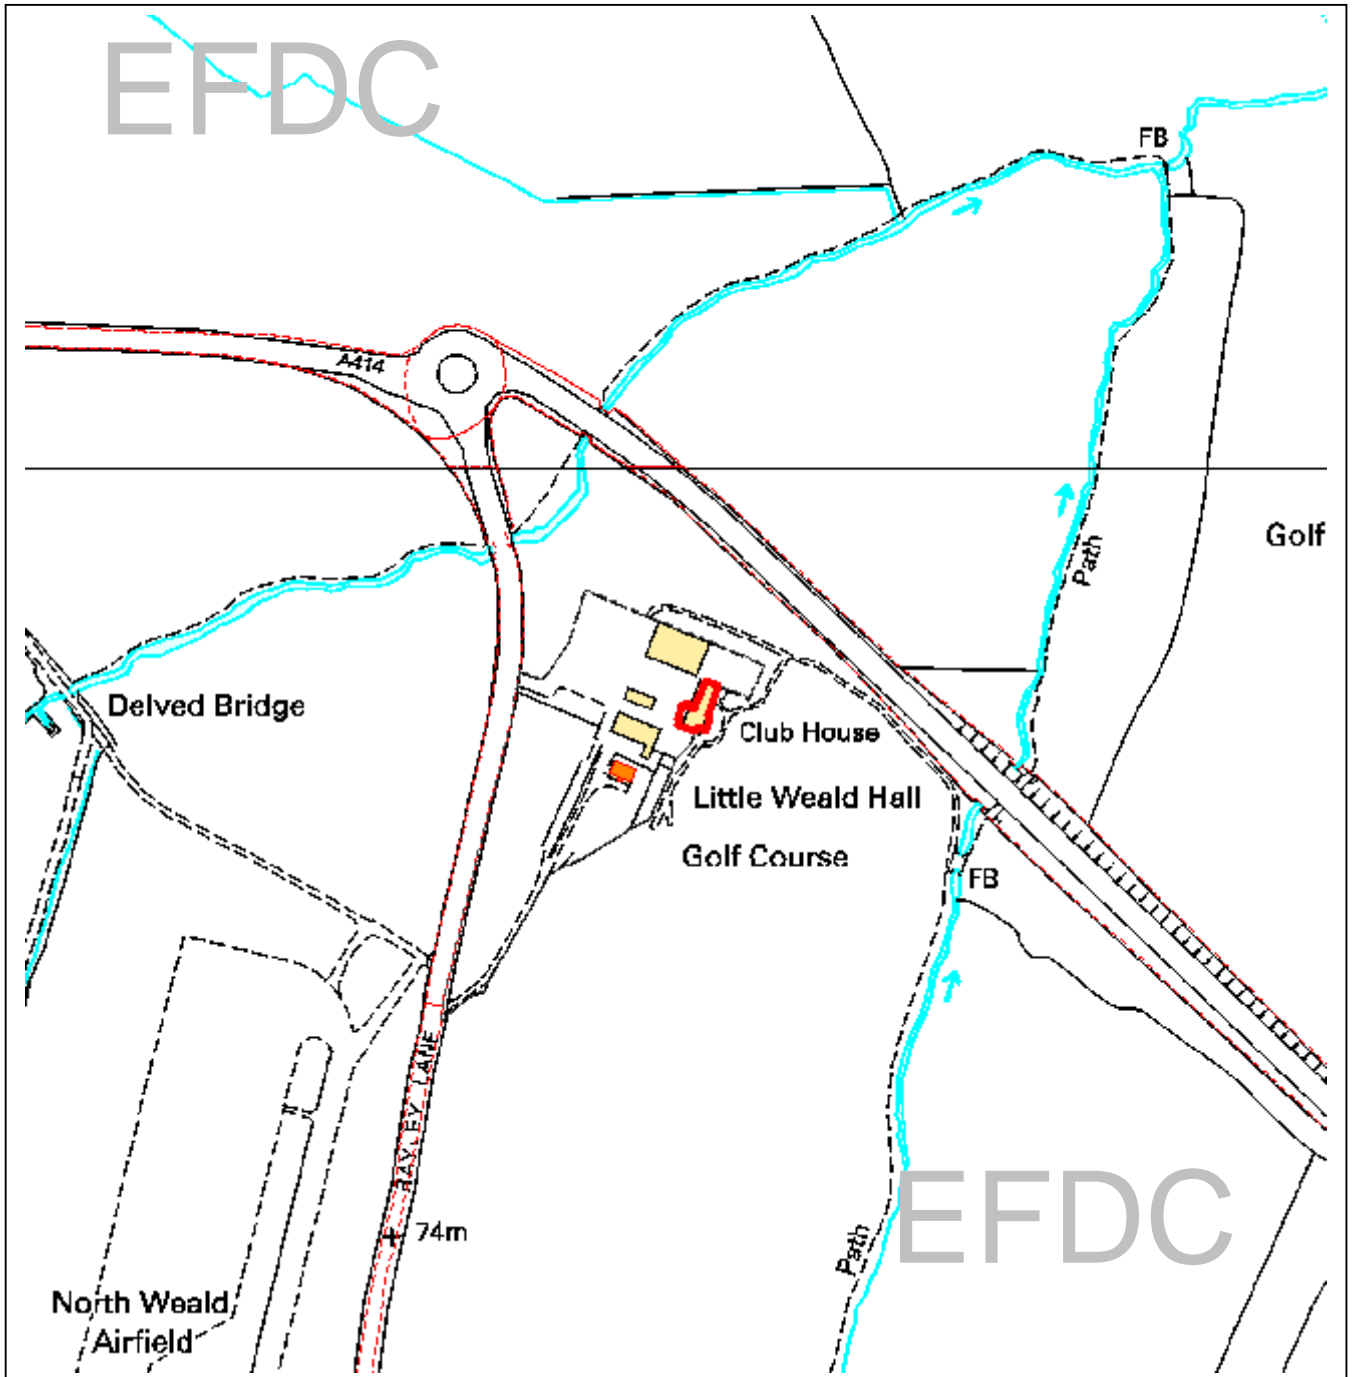 EFDC
FB
A414
Golf
Path
Delved Bridge
Club House
Little Weald Hall
Golf Course
FB
RAYLEY LANE
EFDC
74m
Path
North Weald
Airfield